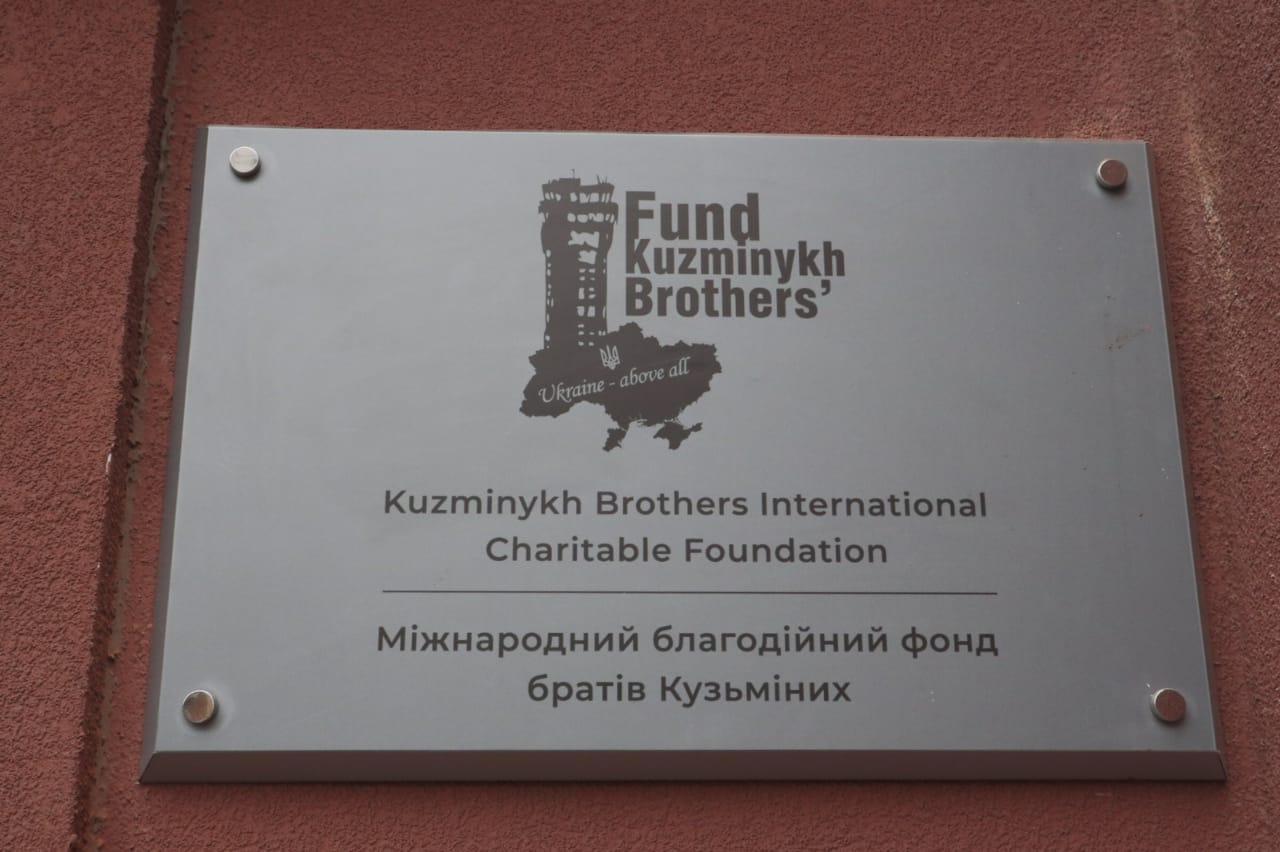 Fund
Kuzminykh
Brothers’
Ukraine - above all
Kuzminykh Brothers International
Charitable Foundation
Міжнародний благодійний фонд
братів Кузьміних